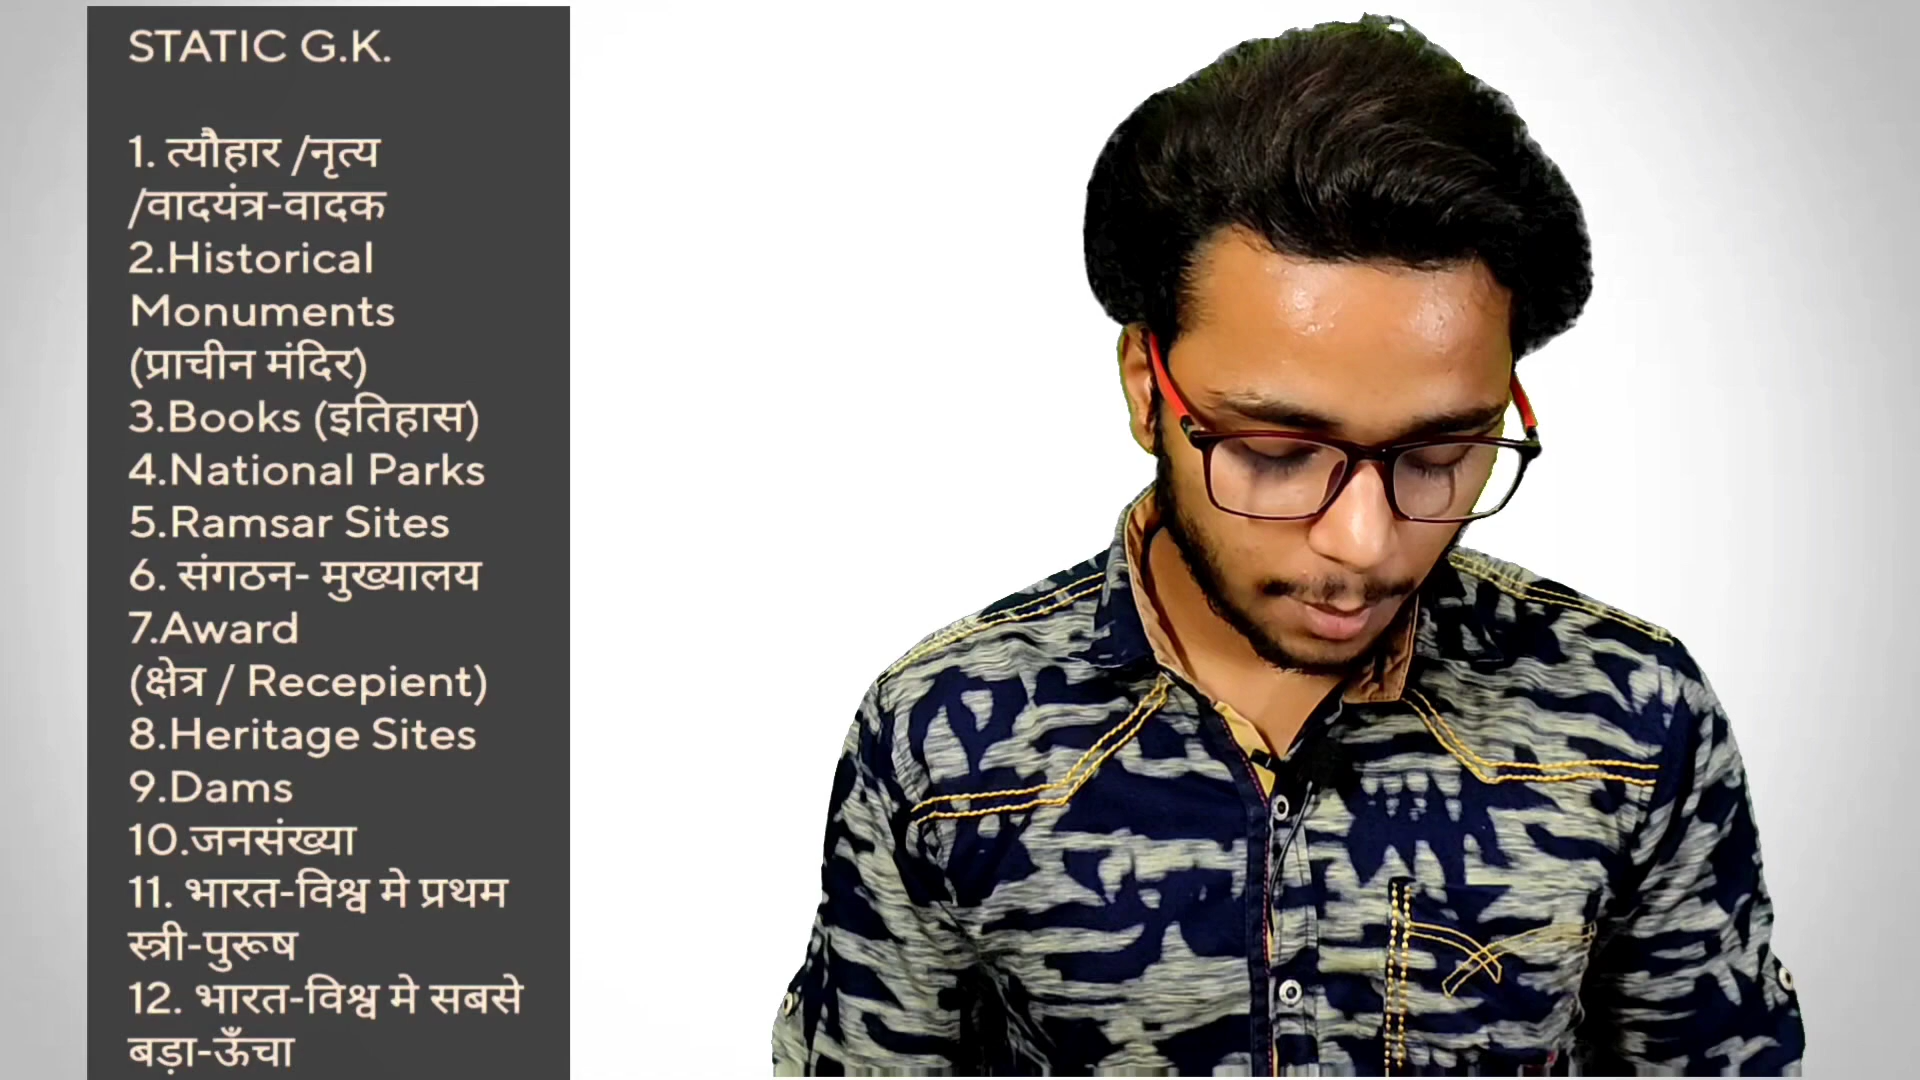 STATIC G.K.
1. त्यौहार /नृत्य
/वादयंत्र-वादक
2.Historical
Monuments
(प्राचीन मंदिर)
3.Books (इतिहास)
4.National Parks
5.Ramsar Sites
6. संगठन- मुख्यालय
7.Award
(क्षेत्र / Recepient)
8.Heritage Sites
9.Dams
10.जनसंख्या
11. भारत-विश्व मे प्रथम
स्त्री-पुरूष
12. भारत-विश्व मे सबसे
बड़ा-ऊँचा